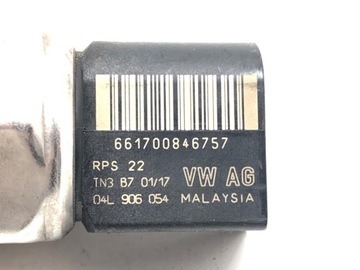 661700846757
RPS 22
TN3 B7 01/17 VW AG
04L 906 054 MALAYSIA